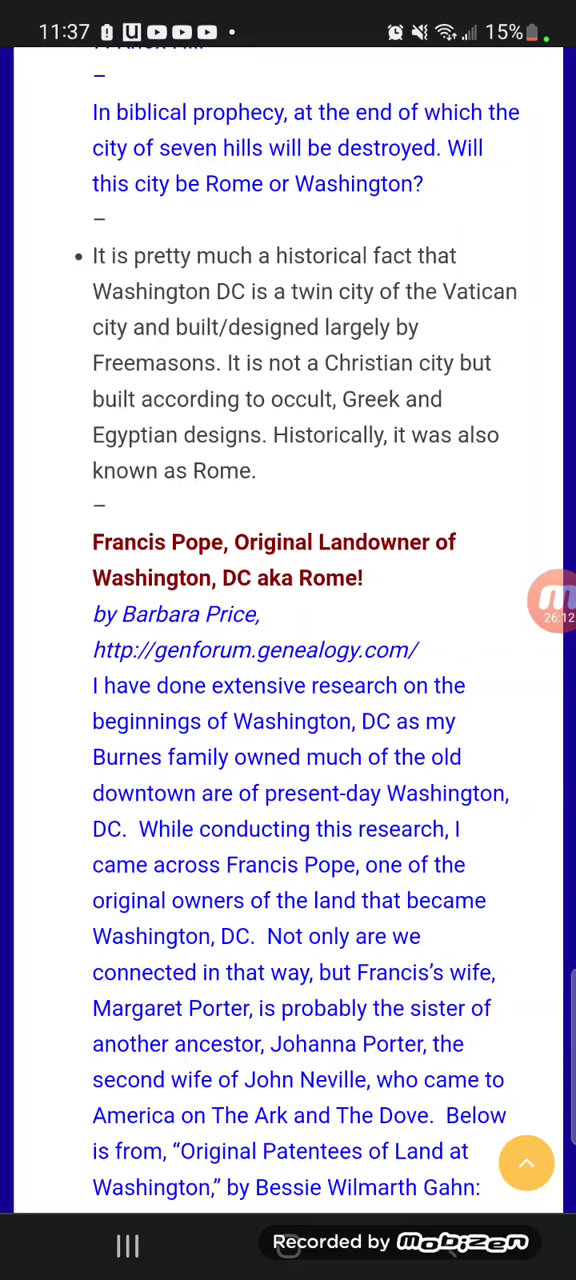 11:37
15%
–
In biblical prophecy, at the end of which the
city of seven hills will be destroyed. Will
this city be Rome or Washington?
–
• It is pretty much a historical fact that
Washington DC is a twin city of the Vatican
city and built/designed largely by
Freemasons. It is not a Christian city but
built according to occult, Greek and
Egyptian designs. Historically, it was also
known as Rome.
–
Francis Pope, Original Landowner of
Washington, DC aka Rome!
by Barbara Price,
http://genforum.genealogy.com/
I have done extensive research on the
beginnings of Washington, DC as my
Burnes family owned much of the old
downtown are of present-day Washington,
DC.  While conducting this research, I
came across Francis Pope, one of the
original owners of the land that became
Washington, DC.  Not only are we
connected in that way, but Francis’s wife,
Margaret Porter, is probably the sister of
another ancestor, Johanna Porter, the
second wife of John Neville, who came to
America on The Ark and The Dove.  Below
is from, “Original Patentees of Land at
Washington,” by Bessie Wilmarth Gahn:
26:12
Recorded by mobizen